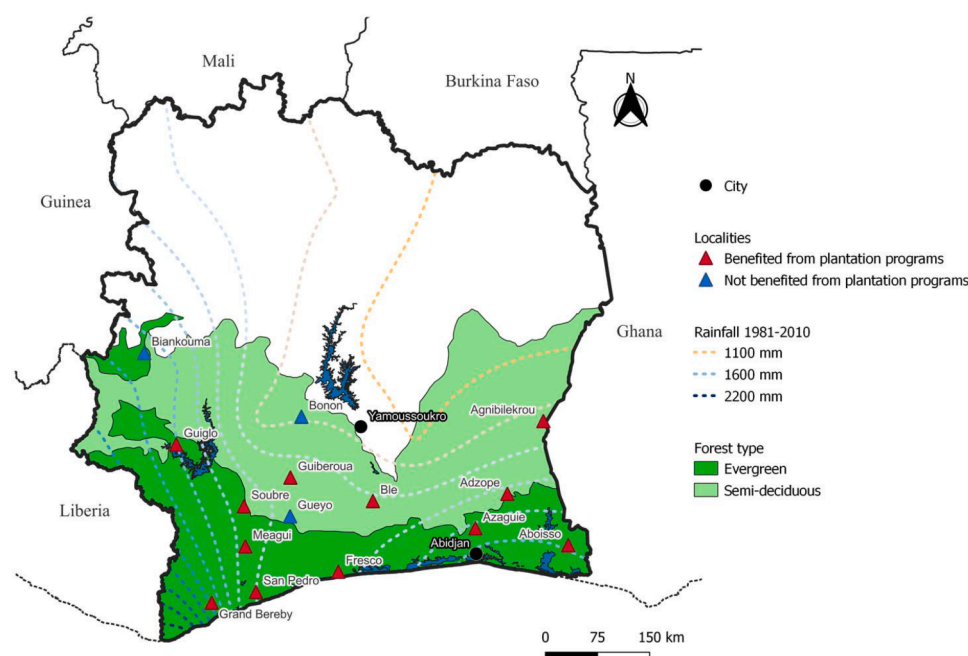 Mali
Burkina Faso
N
Guinea
City
Localities
Benefited from plantation programs
Not benefited from plantation programs
Ghana
Rainfall 1981-2010
1100 mm
1600 mm
2200 mm
Biankouma
Bonon
Yamoussoukro
Agnibilekrou
Guiglo
Forest type
Evergreen
Semi-deciduous
Guiberoua
Ble
Adzope
Liberia
Soubre
Gueyo
Azaguie
Meagui
Abidjan
Aboisso
Fresco
San Pedro
Grand Bereby
0 75 150 km